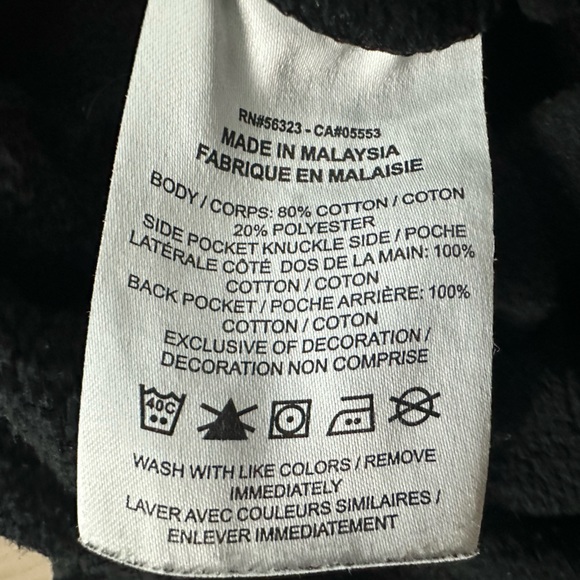 RN#56323 - CA#05553
MADE IN MALAYSIA
FABRIQUE EN MALAISIE
BODY / CORPS: 80% COTTON / COTON
20% POLYESTER
SIDE POCKET KNUCKLE SIDE / POCHE
LATÉRALE CÔTÉ DOS DE LA MAIN: 100%
COTTON / COTON
BACK POCKET / POCHE ARRIÈRE: 100%
COTTON / COTON
EXCLUSIVE OF DECORATION /
DECORATION NON COMPRISE
40C
WASH WITH LIKE COLORS / REMOVE
IMMEDIATELY
LAVER AVEC COULEURS SIMILAIRES /
ENLEVER IMMEDIATEMENT